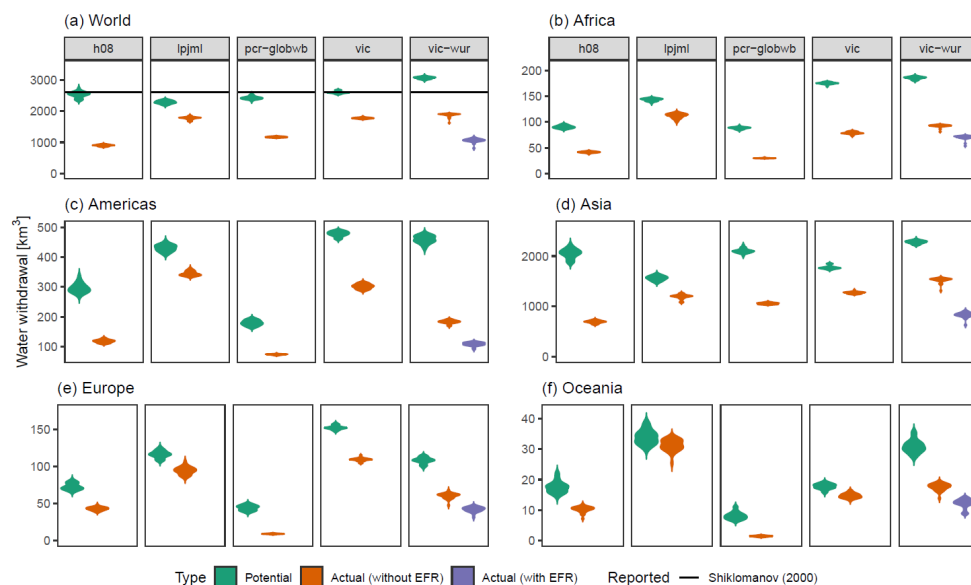 (a) World
(b) Africa
h08 lpjml pcr-globwb vic vic-wur
h08 lpjml pcr-globwb vic vic-wur
3000
2000
1000
0
200
150
100
50
0
(c) Americas
(d) Asia
Water withdrawal [km³]
500
400
300
200
100
2000
1000
0
(e) Europe
(f) Oceania
150
100
50
0
40
30
20
10
0
Type Potential Actual (without EFR) Actual (with EFR) Reported Shiklomanov (2000)